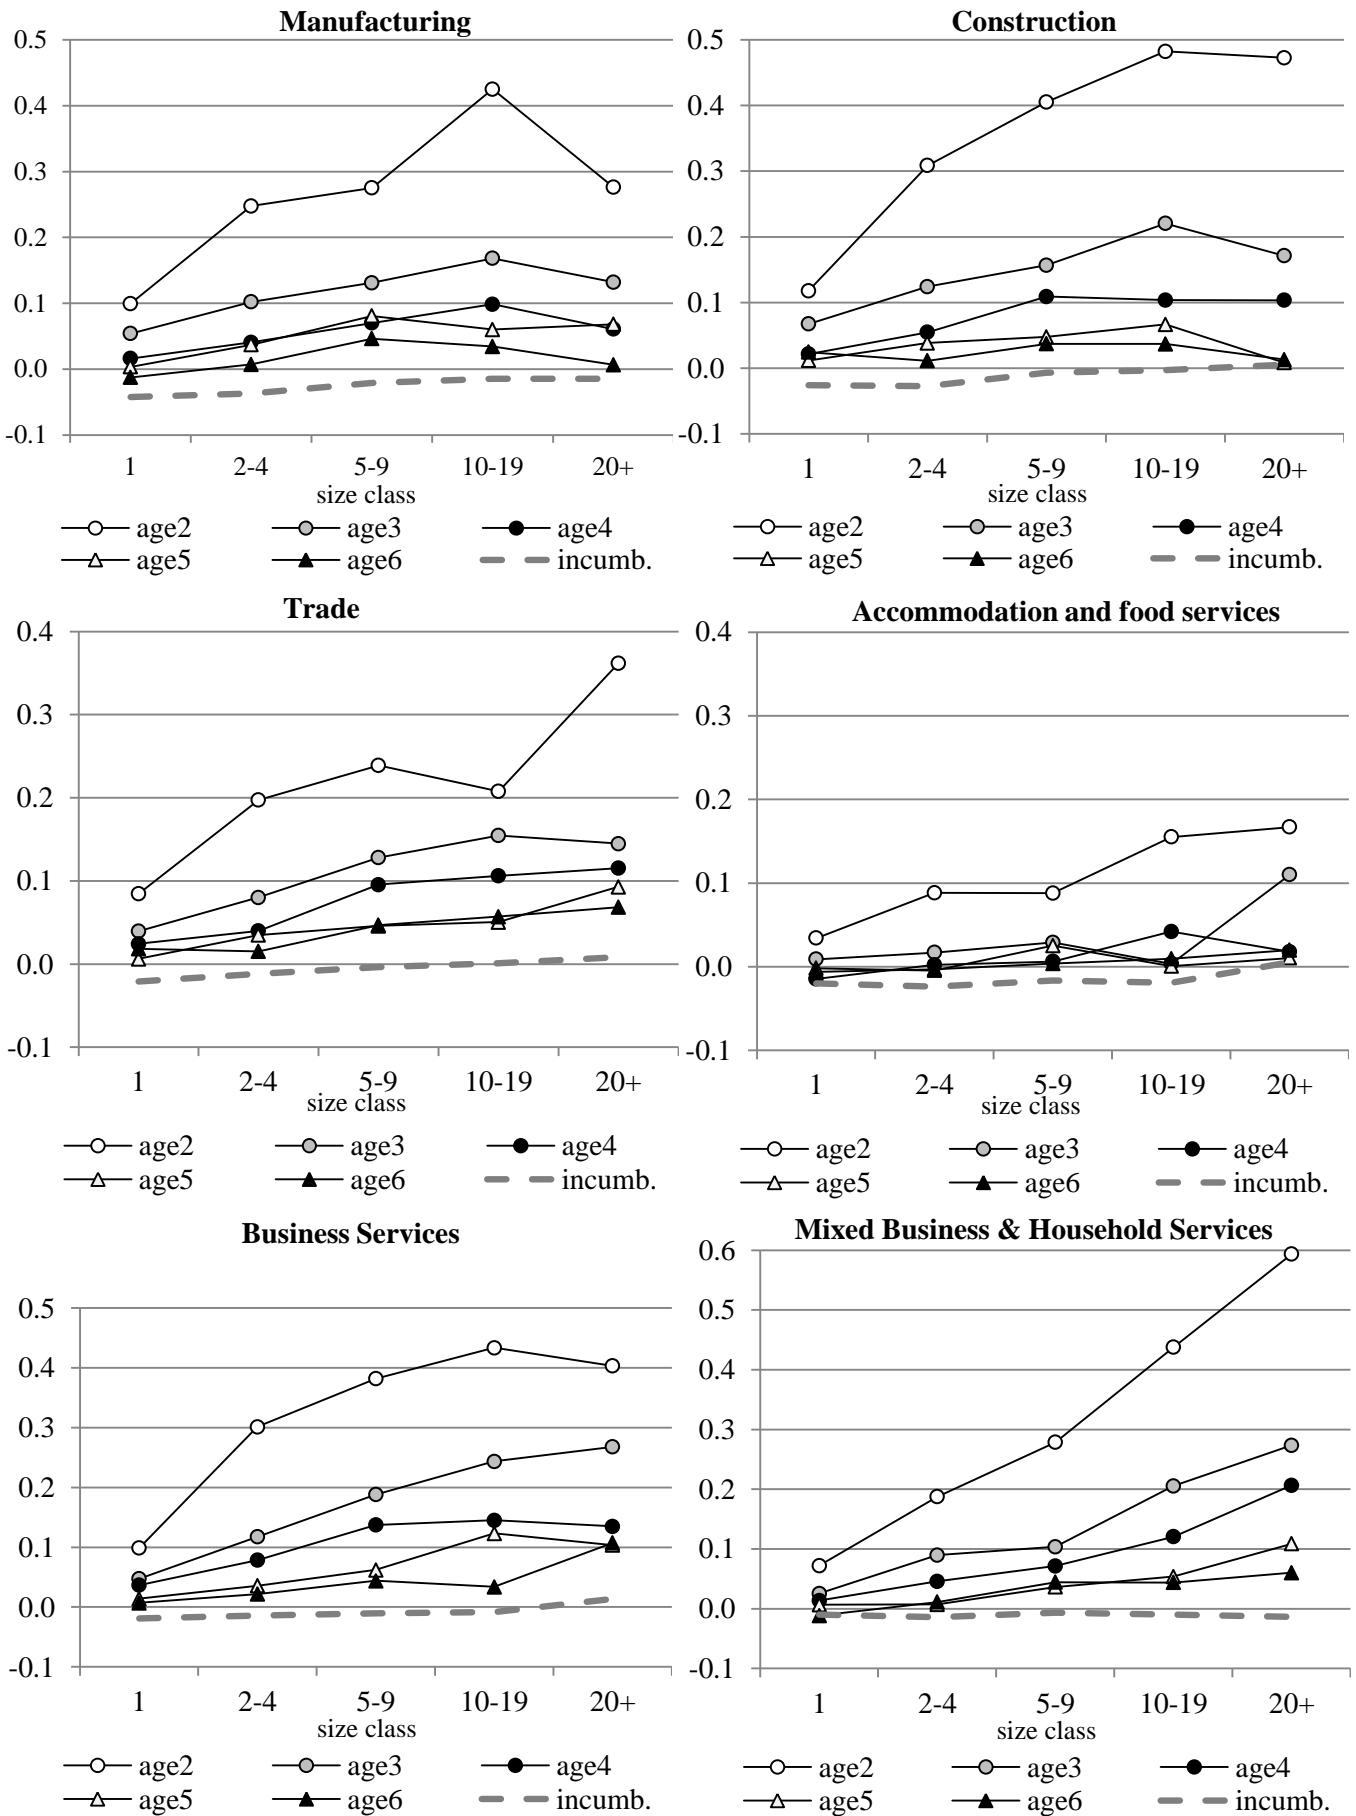 Manufacturing
0.5
0.4
0.3
0.2
0.1
0.0
-0.1
1 2-4 5-9 10-19 20+
size class
age2 age3 age4
age5 age6 incumb.
Construction
0.5
0.4
0.3
0.2
0.1
0.0
-0.1
1 2-4 5-9 10-19 20+
size class
age2 age3 age4
age5 age6 incumb.
Trade
0.4
0.3
0.2
0.1
0.0
-0.1
1 2-4 5-9 10-19 20+
size class
age2 age3 age4
age5 age6 incumb.
Accommodation and food services
0.4
0.3
0.2
0.1
0.0
-0.1
1 2-4 5-9 10-19 20+
size class
age2 age3 age4
age5 age6 incumb.
Business Services
0.5
0.4
0.3
0.2
0.1
0.0
-0.1
1 2-4 5-9 10-19 20+
size class
age2 age3 age4
age5 age6 incumb.
Mixed Business & Household Services
0.6
0.5
0.4
0.3
0.2
0.1
0.0
-0.1
1 2-4 5-9 10-19 20+
size class
age2 age3 age4
age5 age6 incumb.